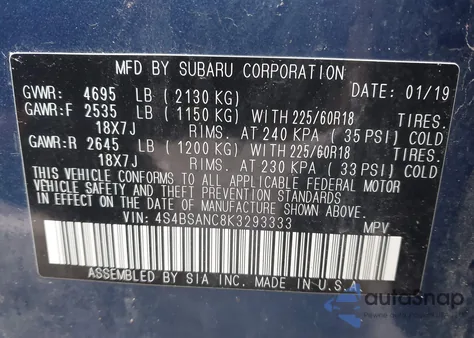 MFD BY SUBARU CORPORATION DATE: 01/19
GVWR: 4695 LB (2130 KG)
GAWR:F 2535 LB (1150 KG) WITH 225/60R18 TIRES.
18X7J RIMS. AT 240 KPA (35 PSI) COLD
GAWR:R 2645 LB (1200 KG) WITH 225/60R18 TIRES.
18X7J RIMS. AT 230 KPA (33 PSI) COLD
THIS VEHICLE CONFORMS TO ALL APPLICABLE FEDERAL MOTOR
VEHICLE SAFETY AND BUMPER STANDARDS
IN EFFECT ON THE DATE OF MANUFACTURE SHOWN ABOVE.
VIN: 4S4BSANC8K3293333 MPV
ASSEMBLED BY SIA INC. MADE IN U.S.A.
autoSnap